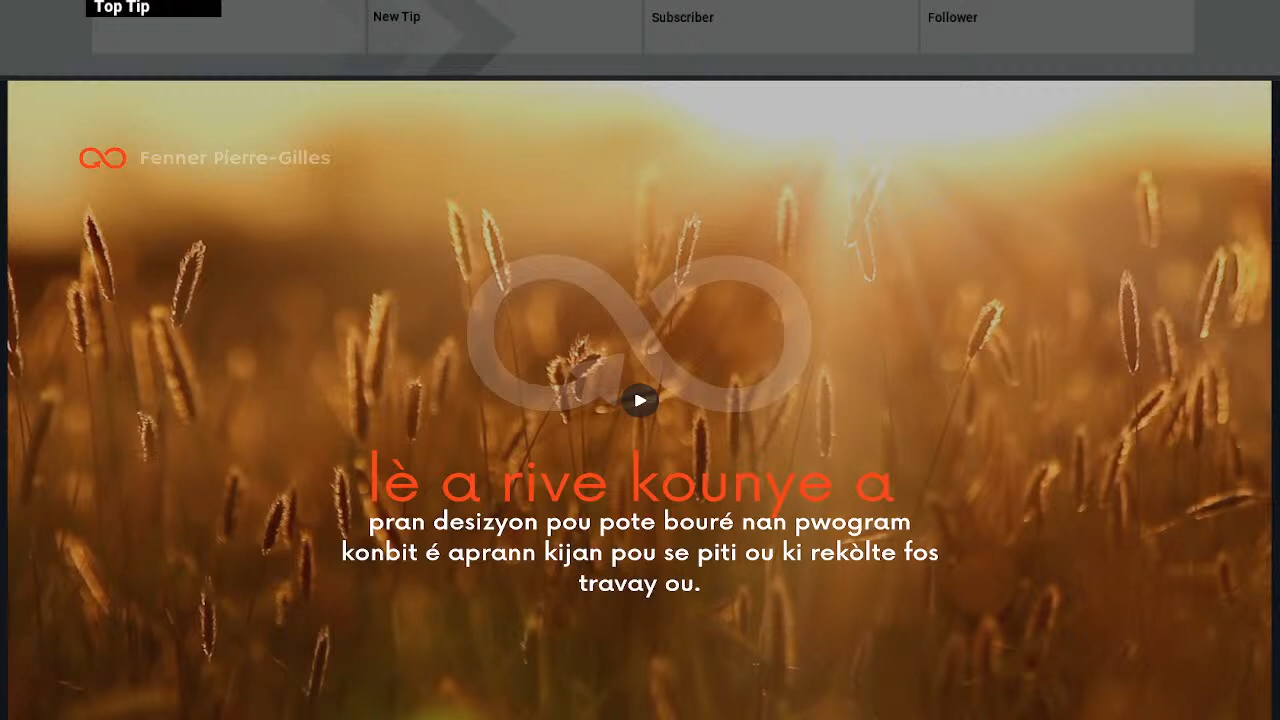 Top Tip
New Tip
Subscriber
Follower
Fenner Pierre-Gilles
lè a rive kounye a
pran desizyon pou pote bouré nan pwogram
konbit é aprann kijan pou se piti ou ki rekòlte fos
travay ou.